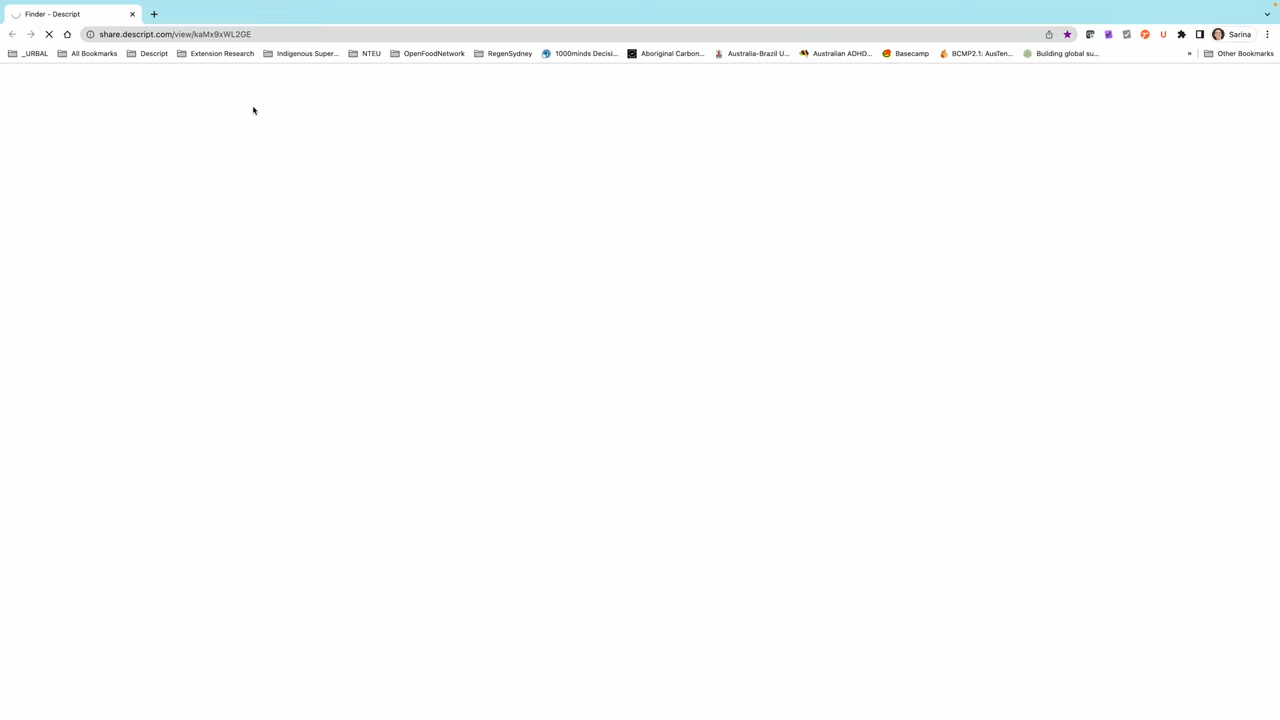 Finder - Descript
share.descript.com/view/kaMx9xWL2GE
Sarina
_URBAL All Bookmarks Descript Extension Research Indigenous Super... NTEU OpenFoodNetwork RegenSydney 1000minds Decisi... Aboriginal Carbon... Australia-Brazil U... Australian ADHD... Basecamp BCMP2.1: AusTen... Building global su... » Other Bookmarks